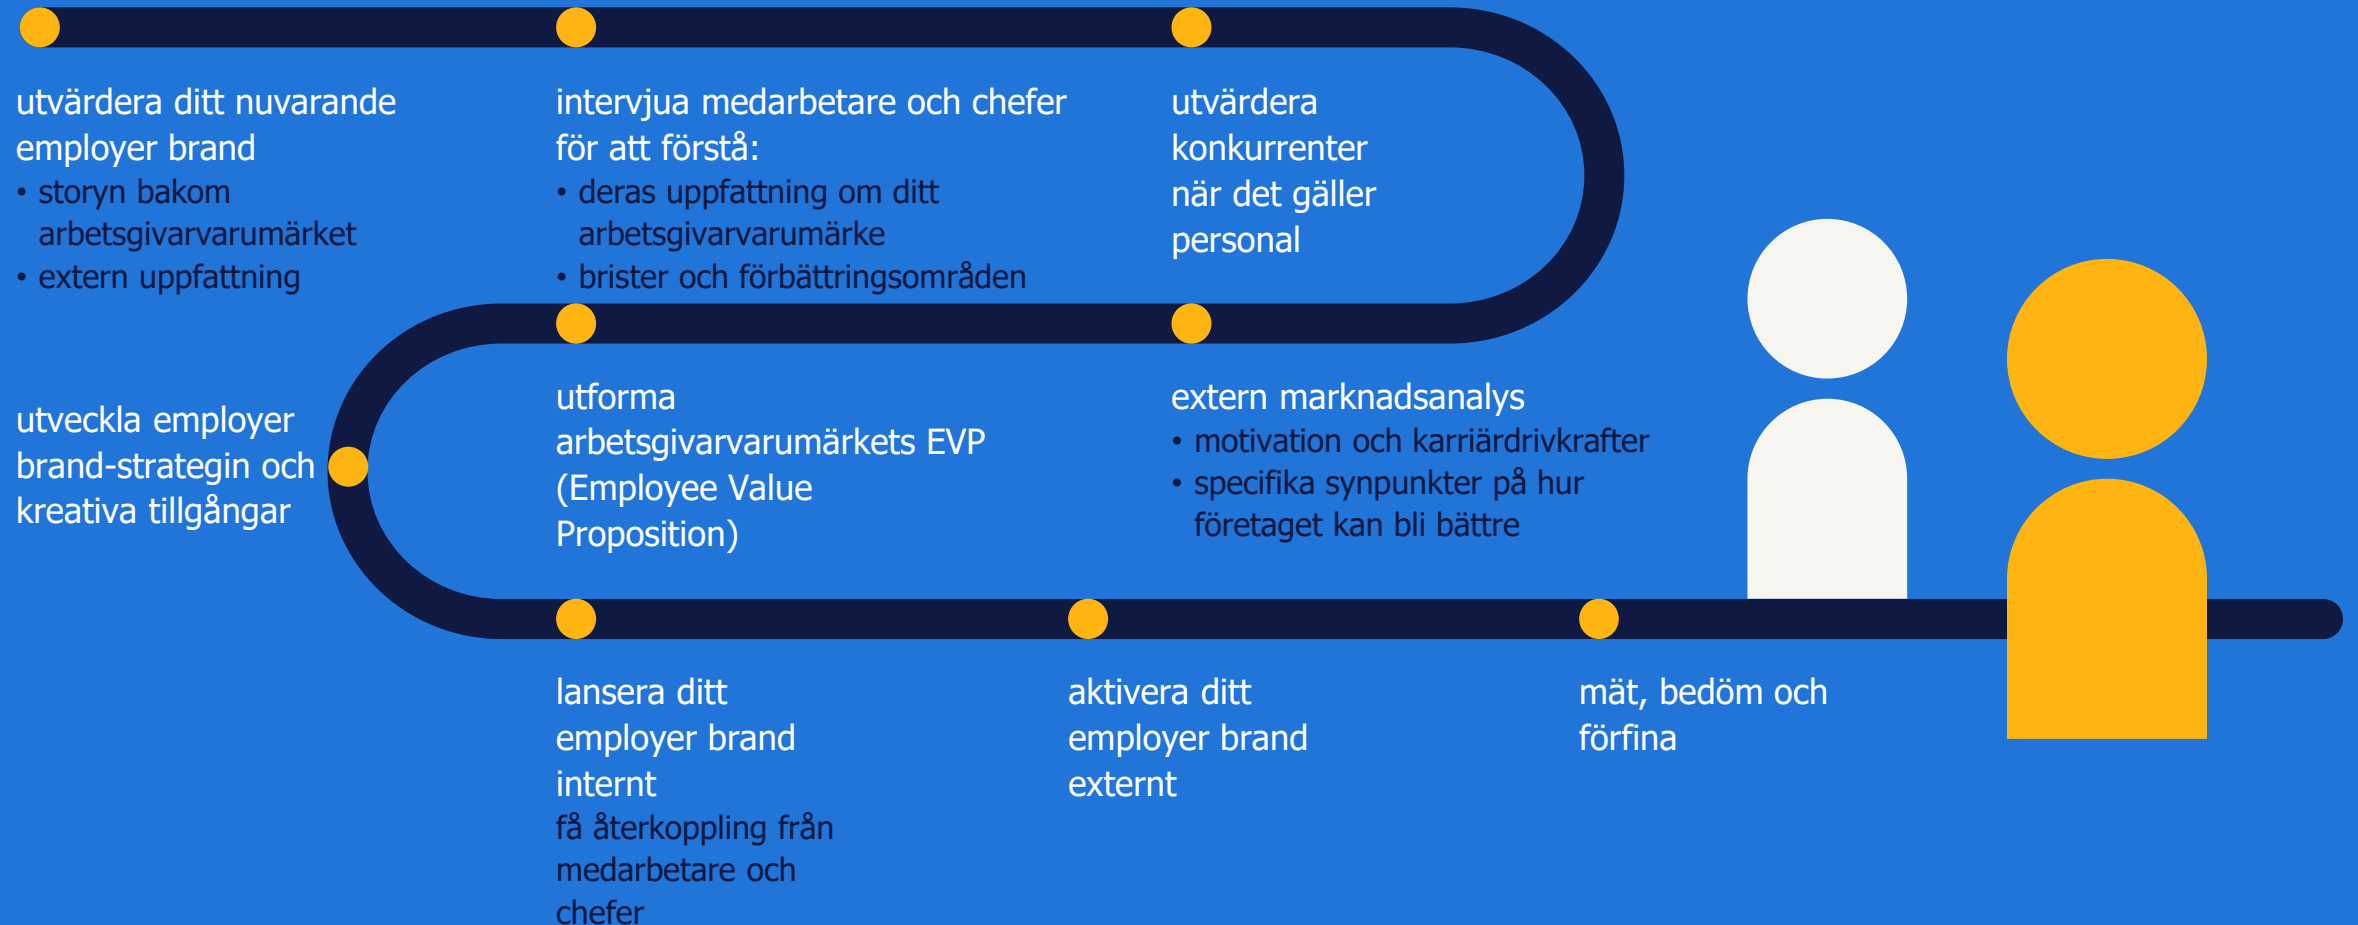 utvärdera ditt nuvarande
employer brand
• storyn bakom
arbetsgivarvarumärket
• extern uppfattning
intervjua medarbetare och chefer
för att förstå:
• deras uppfattning om ditt
arbetsgivarvarumärke
• brister och förbättringsområden
utvärdera
konkurrenter
när det gäller
personal
extern marknadsanalys
• motivation och karriärdrivkrafter
• specifika synpunkter på hur
företaget kan bli bättre
utforma
arbetsgivarvarumärkets EVP
(Employee Value
Proposition)
utveckla employer
brand-strategin och
kreativa tillgångar
lansera ditt
employer brand
internt
få återkoppling från
medarbetare och
chefer
aktivera ditt
employer brand
externt
mät, bedöm och
förfina